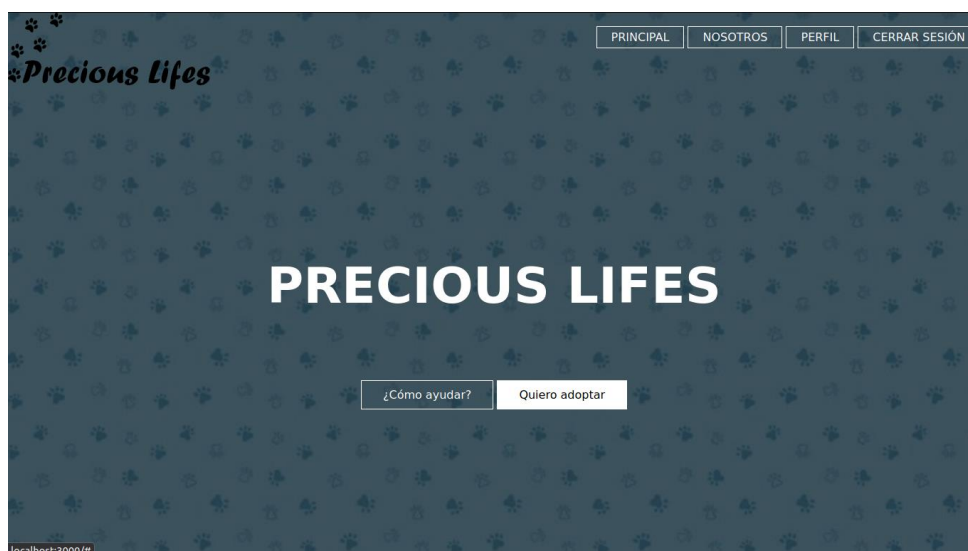 Precious Lifes
PRINCIPAL NOSOTROS PERFIL CERRAR SESIÓN
PRECIOUS LIFES
¿Cómo ayudar? Quiero adoptar
localhost:3000/#